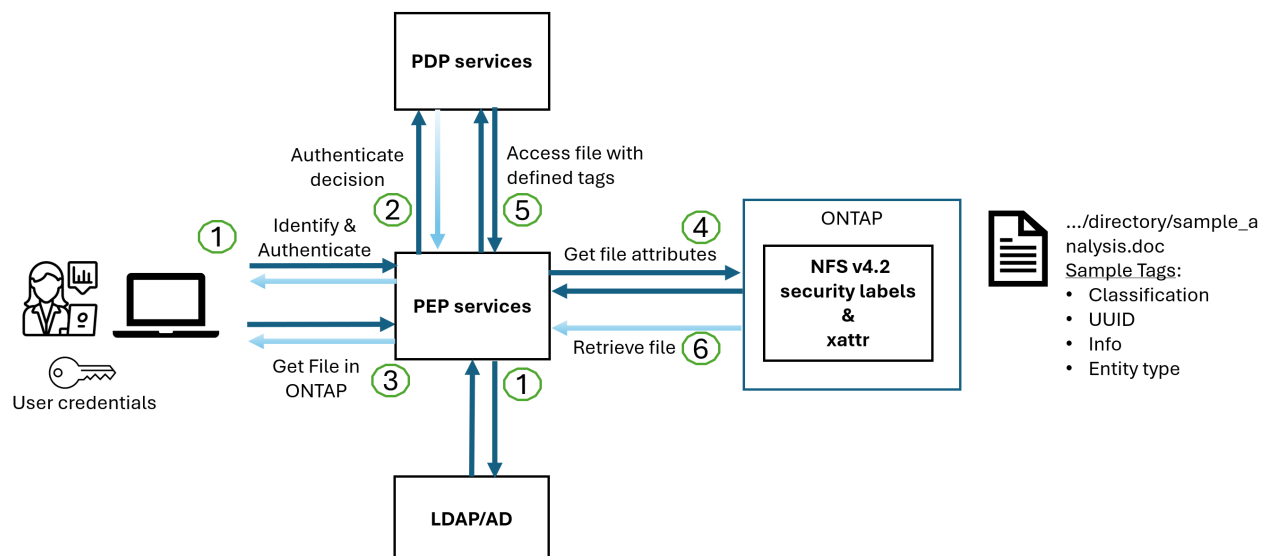 PDP services
Authenticate
decision
2
Access file with
defined tags
5
1
Identify &
Authenticate
4
Get file attributes
ONTAP
NFS v4.2
security labels
&
xattr
.../directory/sample_a
nalysis.doc
Sample Tags:
• Classification
• UUID
• Info
• Entity type
PEP services
Retrieve file
6
Get File in
ONTAP
3
1
User credentials
LDAP/AD